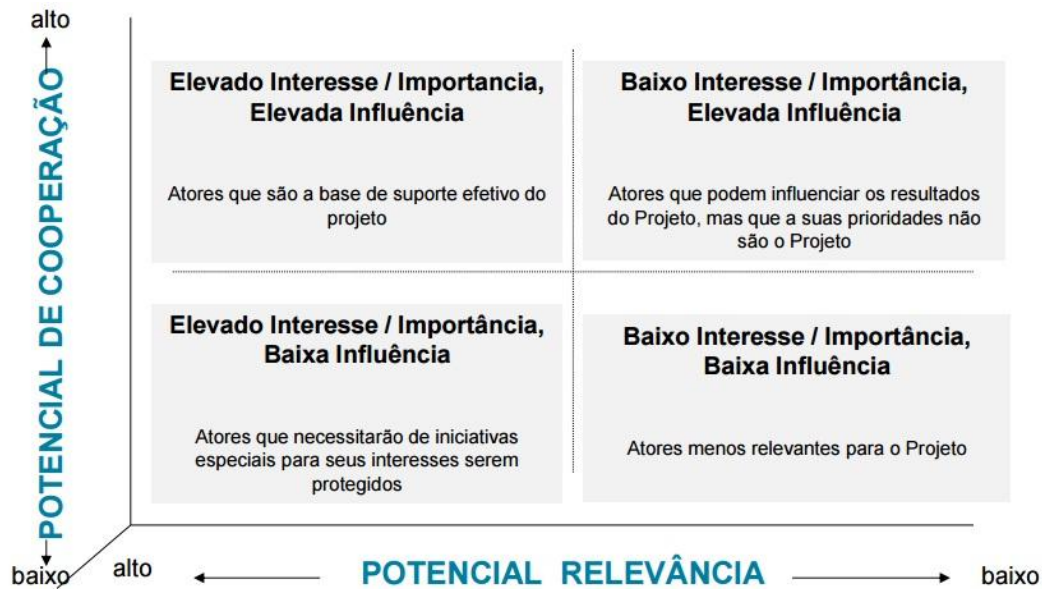 alto
POTENCIAL DE COOPERAÇÃO
baixo
Elevado Interesse / Importancia,
Elevada Influência
Atores que são a base de suporte efetivo do
projeto
Baixo Interesse / Importância,
Elevada Influência
Atores que podem influenciar os resultados
do Projeto, mas que a suas prioridades não
são o Projeto
Elevado Interesse / Importância,
Baixa Influência
Atores que necessitarão de iniciativas
especiais para seus interesses serem
protegidos
Baixo Interesse / Importância,
Baixa Influência
Atores menos relevantes para o Projeto
alto
POTENCIAL RELEVÂNCIA
baixo